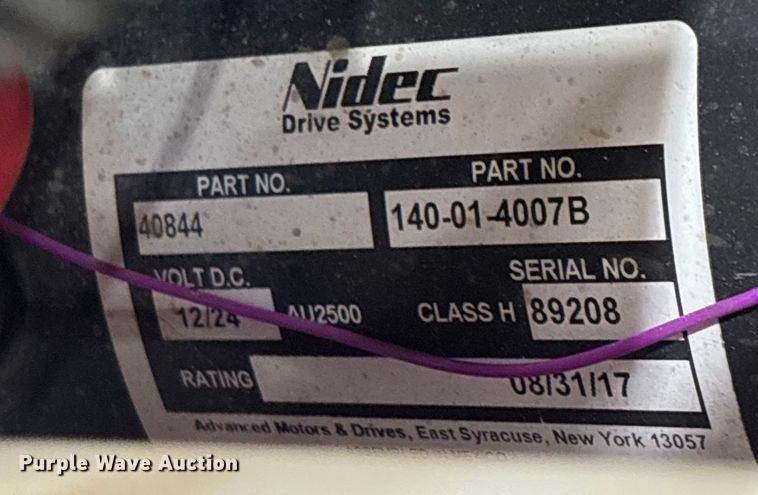 Nidec
Drive Systems
PART NO. PART NO.
40844 140-01-4007B
VOLT D.C. SERIAL NO.
12/24 AU2500 CLASS H 89208
RATING 08/31/17
Advanced Motors & Drives, East Syracuse, New York 13057
Purple Wave Auction